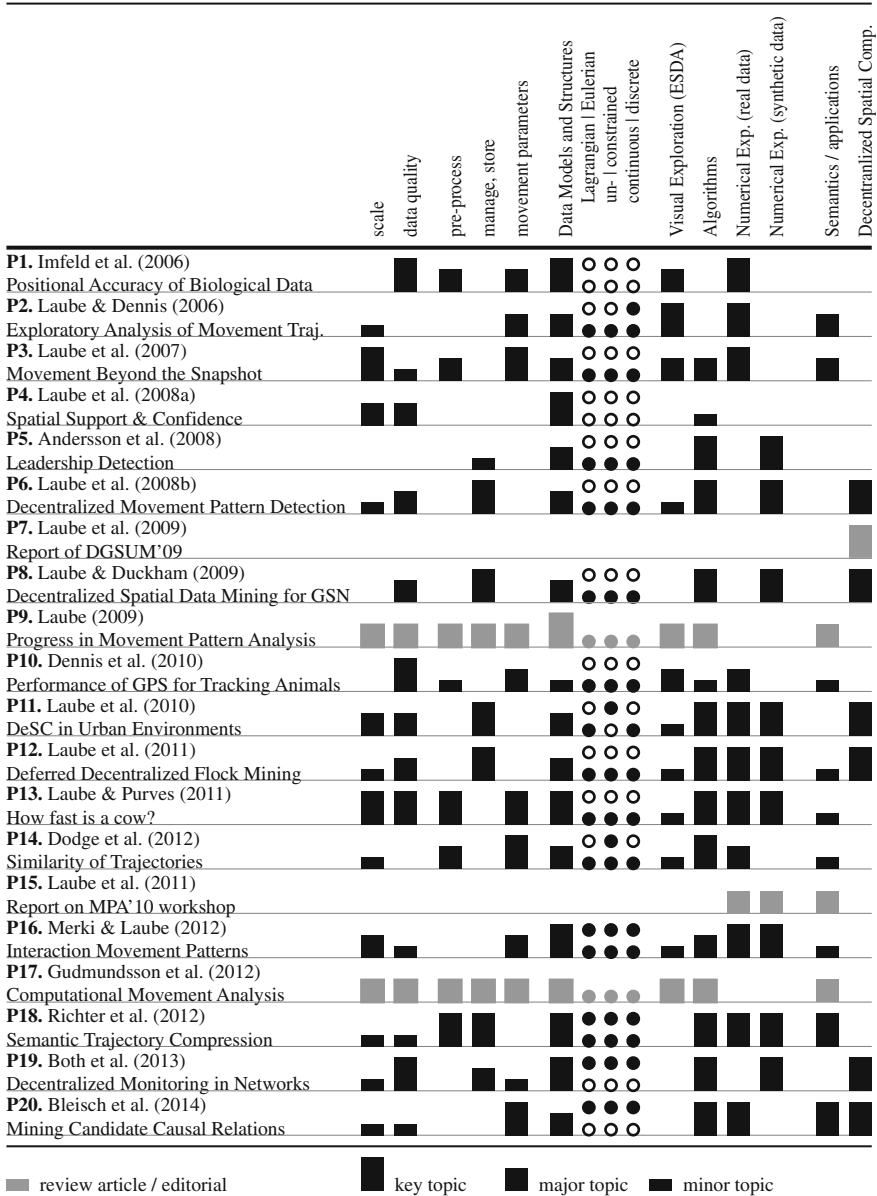 scale
data quality
pre-process
manage, store
movement parameters
Data Models and Structures
Lagrangian | Eulerian
un- | constrained
continuous | discrete
Visual Exploration (ESDA)
Algorithms
Numerical Exp. (real data)
Numerical Exp. (synthetic data)
Semantics / applications
Decentranlized Spatial Comp.
P1. Imfeld et al. (2006)
Positional Accuracy of Biological Data
P2. Laube & Dennis (2006)
Exploratory Analysis of Movement Traj.
P3. Laube et al. (2007)
Movement Beyond the Snapshot
P4. Laube et al. (2008a)
Spatial Support & Confidence
P5. Andersson et al. (2008)
Leadership Detection
P6. Laube et al. (2008b)
Decentralized Movement Pattern Detection
P7. Laube et al. (2009)
Report of DGSUM'09
P8. Laube & Duckham (2009)
Decentralized Spatial Data Mining for GSN
P9. Laube (2009)
Progress in Movement Pattern Analysis
P10. Dennis et al. (2010)
Performance of GPS for Tracking Animals
P11. Laube et al. (2010)
DeSC in Urban Environments
P12. Laube et al. (2011)
Deferred Decentralized Flock Mining
P13. Laube & Purves (2011)
How fast is a cow?
P14. Dodge et al. (2012)
Similarity of Trajectories
P15. Laube et al. (2011)
Report on MPA'10 workshop
P16. Merki & Laube (2012)
Interaction Movement Patterns
P17. Gudmundsson et al. (2012)
Computational Movement Analysis
P18. Richter et al. (2012)
Semantic Trajectory Compression
P19. Both et al. (2013)
Decentralized Monitoring in Networks
P20. Bleisch et al. (2014)
Mining Candidate Causal Relations
review article / editorial
key topic
major topic
minor topic